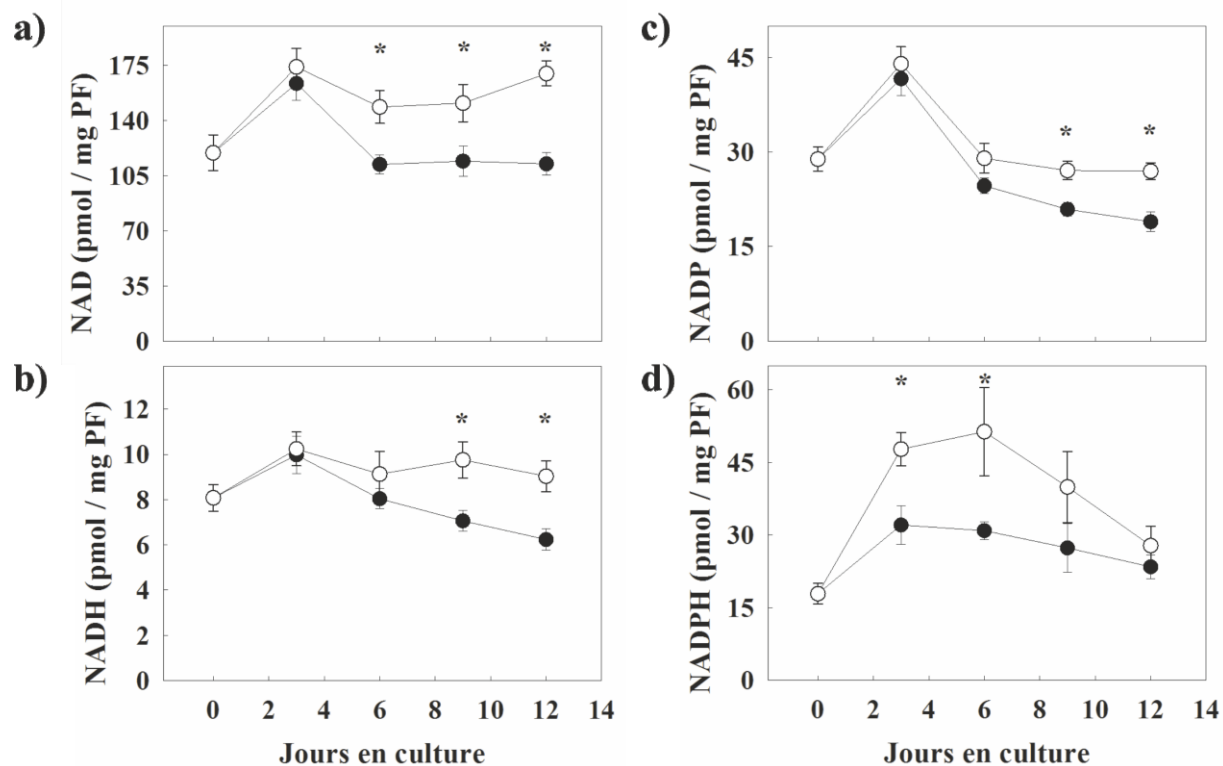 a)
NAD (pmol / mg PF)
175
140
105
70
35
0
* * *
b)
NADH (pmol / mg PF)
12
10
8
6
4
2
0
* *
0 2 4 6 8 10 12 14
Jours en culture
c)
NADP (pmol / mg PF)
45
30
15
0
* *
d)
NADPH (pmol / mg PF)
60
45
30
15
0
* *
0 2 4 6 8 10 12 14
Jours en culture